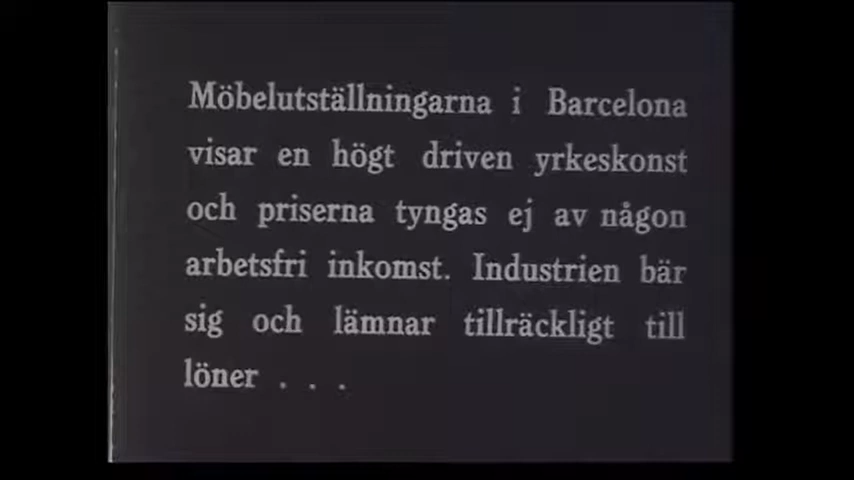 Möbelutställningarna i Barcelona
visar en högt driven yrkeskonst
och priserna tyngas ej av någon
arbetsfri inkomst. Industrien bär
sig och lämnar tillräckligt till
löner . . .